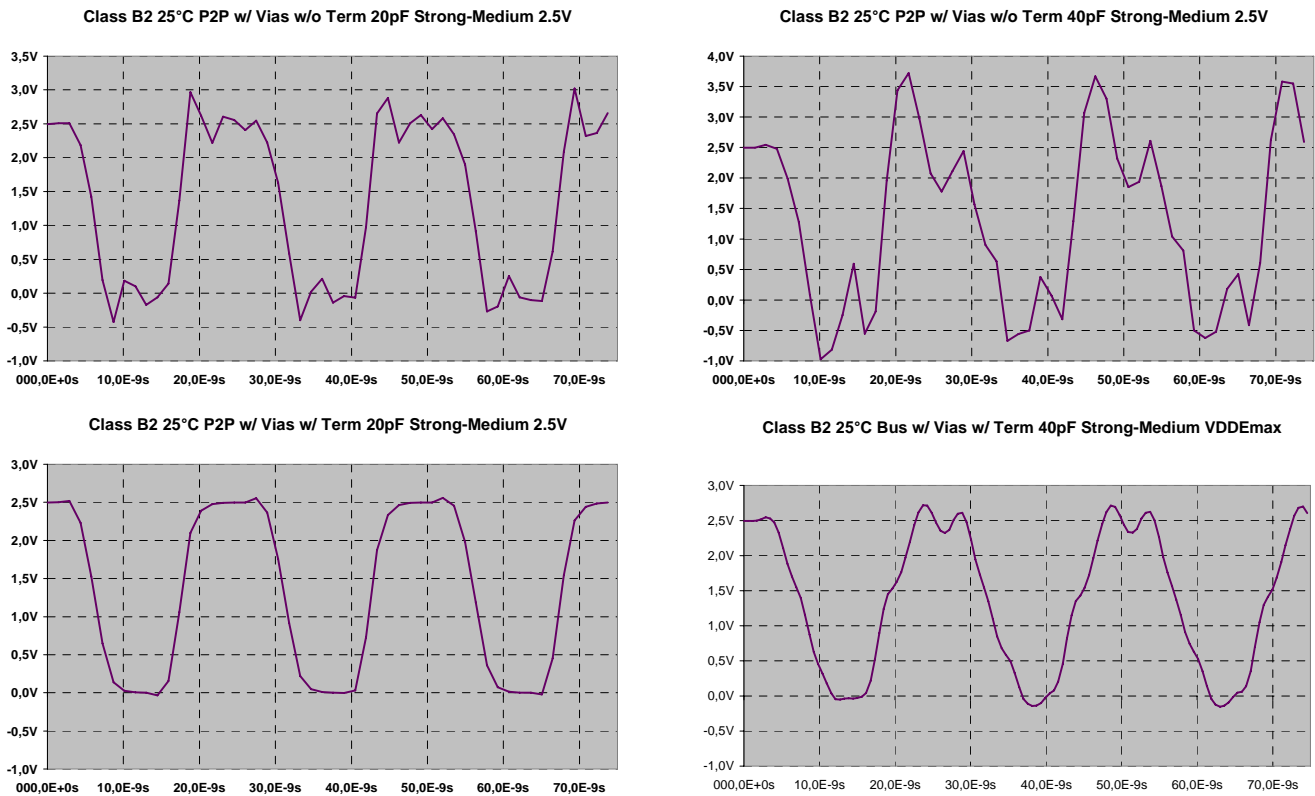 Class B2 25°C P2P w/ Vias w/o Term 20pF Strong-Medium 2.5V
3,5V
3,0V
2,5V
2,0V
1,5V
1,0V
0,5V
0,0V
-0,5V
-1,0V
000,0E+0s 10,0E-9s 20,0E-9s 30,0E-9s 40,0E-9s 50,0E-9s 60,0E-9s 70,0E-9s
Class B2 25°C P2P w/ Vias w/o Term 40pF Strong-Medium 2.5V
4,0V
3,5V
3,0V
2,5V
2,0V
1,5V
1,0V
0,5V
0,0V
-0,5V
-1,0V
000,0E+0s 10,0E-9s 20,0E-9s 30,0E-9s 40,0E-9s 50,0E-9s 60,0E-9s 70,0E-9s
Class B2 25°C P2P w/ Vias w/ Term 20pF Strong-Medium 2.5V
3,0V
2,5V
2,0V
1,5V
1,0V
0,5V
0,0V
-0,5V
-1,0V
000,0E+0s 10,0E-9s 20,0E-9s 30,0E-9s 40,0E-9s 50,0E-9s 60,0E-9s 70,0E-9s
Class B2 25°C Bus w/ Vias w/ Term 40pF Strong-Medium VDDEmax
3,0V
2,5V
2,0V
1,5V
1,0V
0,5V
0,0V
-0,5V
-1,0V
000,0E+0s 10,0E-9s 20,0E-9s 30,0E-9s 40,0E-9s 50,0E-9s 60,0E-9s 70,0E-9s